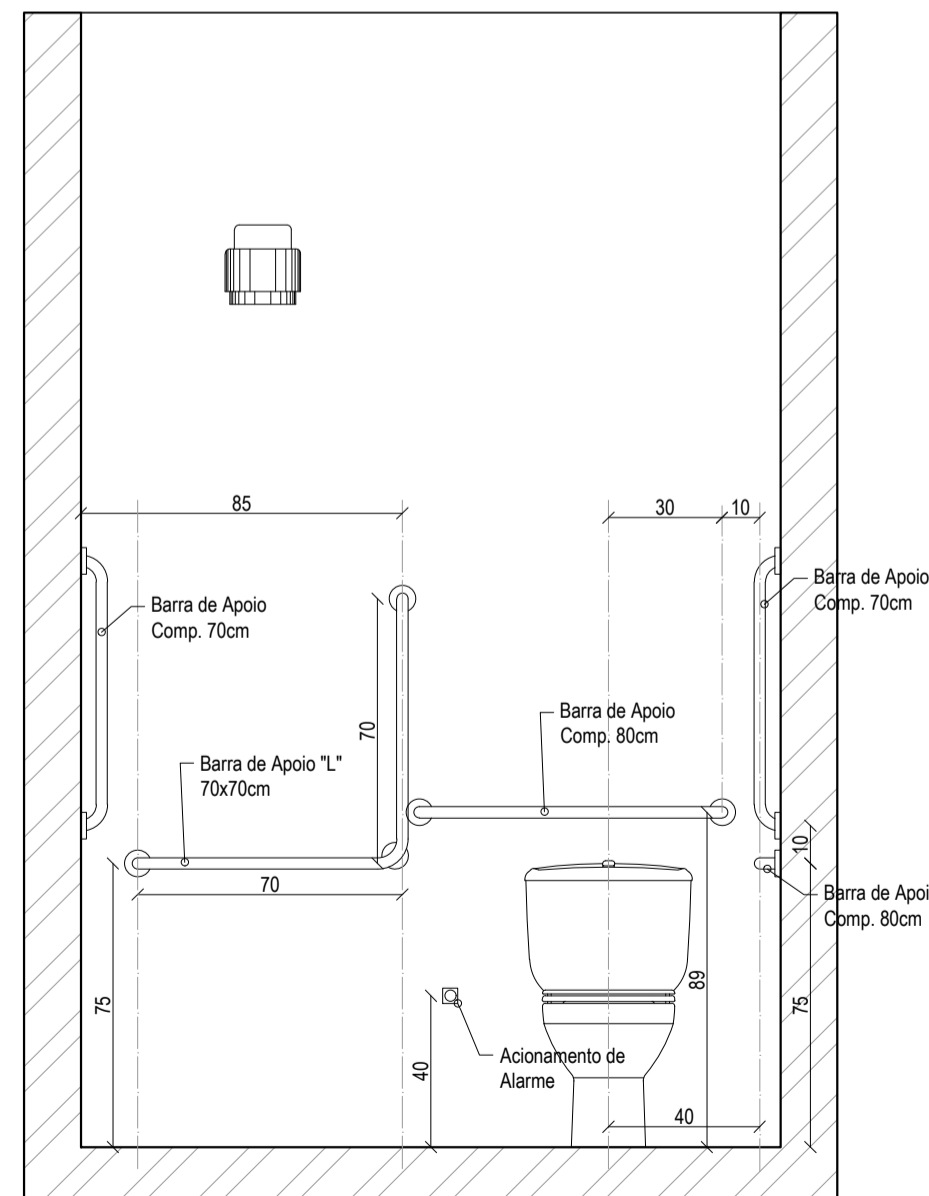 85
30
10
Barra de Apoio
Comp. 70cm
Barra de Apoio
Comp. 70cm
70
Barra de Apoio
Comp. 80cm
Barra de Apoio "L"
70x70cm
10
70
Barra de Apoi
Comp. 80cm
75
89
75
40
Acionamento de
Alarme
40